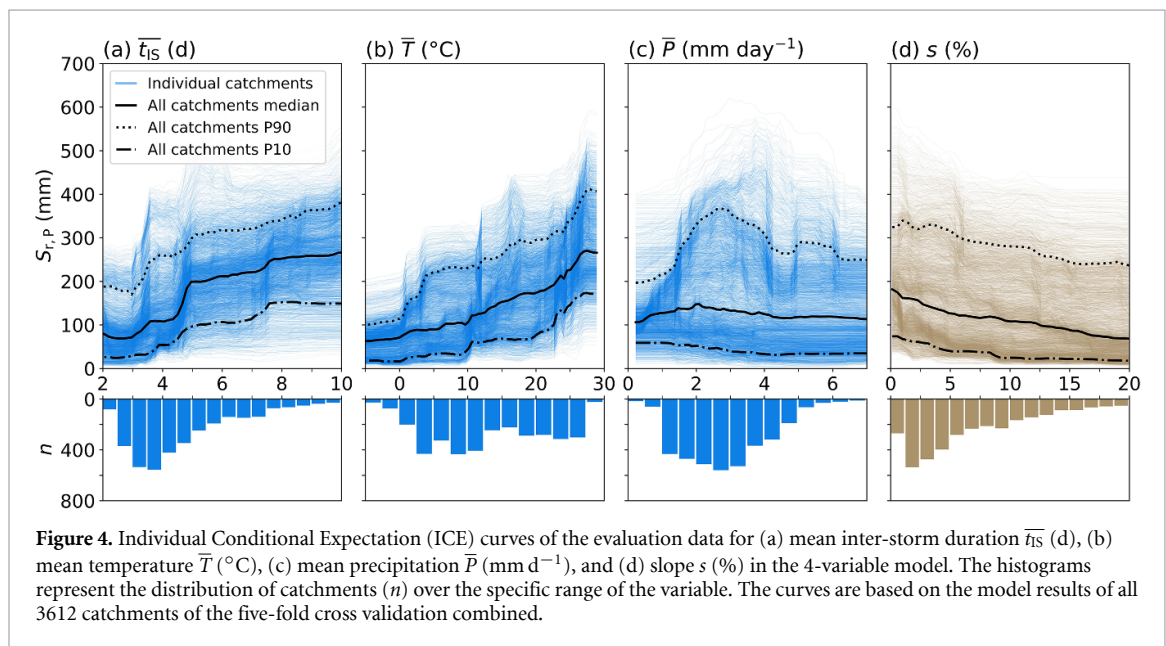 (a) t̅I̅S̅ (d)
(b) T̅ (°C)
(c) P̅ (mm day⁻¹)
(d) s (%)
Individual catchments
All catchments median
All catchments P90
All catchments P10
Sr,P (mm)
700
600
500
400
300
200
100
0
2 4 6 8 10
0 10 20 30
0 2 4 6
0 5 10 15 20
n
0
400
800
Figure 4. Individual Conditional Expectation (ICE) curves of the evaluation data for (a) mean inter-storm duration t̅I̅S̅ (d), (b)
mean temperature T̅ (°C), (c) mean precipitation P̅ (mm d⁻¹), and (d) slope s (%) in the 4-variable model. The histograms
represent the distribution of catchments (n) over the specific range of the variable. The curves are based on the model results of all
3612 catchments of the five-fold cross validation combined.